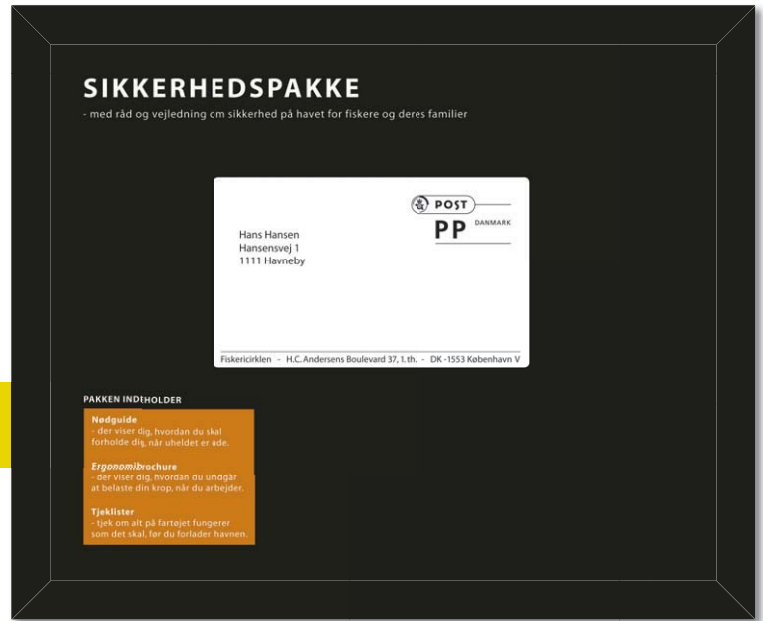 SIKKERHEDSPAKKE
- med råd og vejledning om sikkerhed på havet for fiskere og deres familier
POST
PP DANMARK
Hans Hansen
Hansensvej 1
1111 Havneby
Fiskericirklen - H.C. Andersens Boulevard 37, 1. th. - DK -1553 København V
PAKKEN INDEHOLDER
Nødguide
- der viser dig, hvordan du skal
forholde dig, når uheldet er ude.
Ergonomibrochure
- der viser dig, hvordan du undgår
at belaste din krop, når du arbejder.
Tjeklister
- tjek om alt på fartøjet fungerer
som det skal, før du forlader havnen.